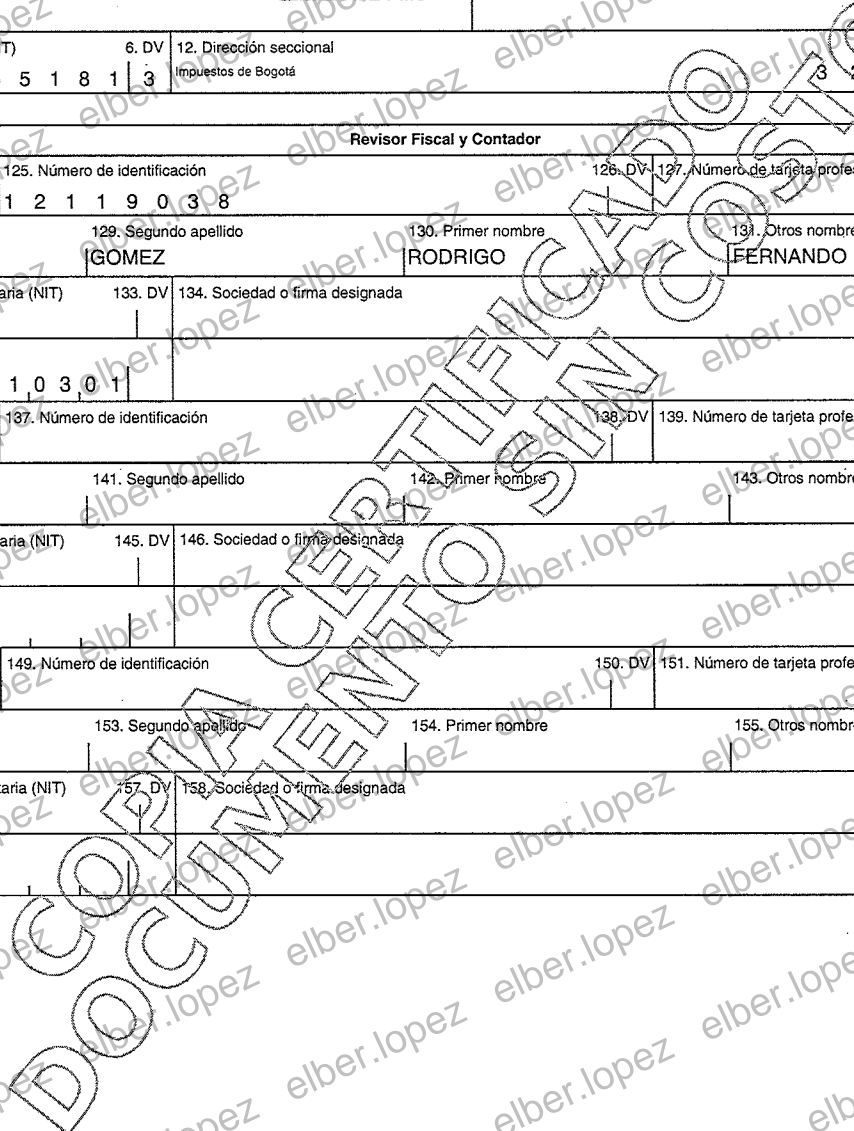 6. DV 12. Dirección seccional
5 1 8 1 3 Impuestos de Bogotá 3
Revisor Fiscal y Contador
125. Número de identificación 126. DV 127. Número de tarjeta profe
1 2 1 1 9 0 3 8
129. Segundo apellido 130. Primer nombre 131. Otros nombre
GOMEZ RODRIGO FERNANDO
aria (NIT) 133. DV 134. Sociedad o firma designada
1 0 3 0 1
137. Número de identificación 138. DV 139. Número de tarjeta profe
141. Segundo apellido 142. Primer nombre 143. Otros nombre
aria (NIT) 145. DV 146. Sociedad o firma designada
149. Número de identificación 150. DV 151. Número de tarjeta profe
153. Segundo apellido 154. Primer nombre 155. Otros nombre
taria (NIT) 157. DV 158. Sociedad o firma designada
COPIA CERTIFICADO
DOCUMENTO SIN COSTO
elber.lopez